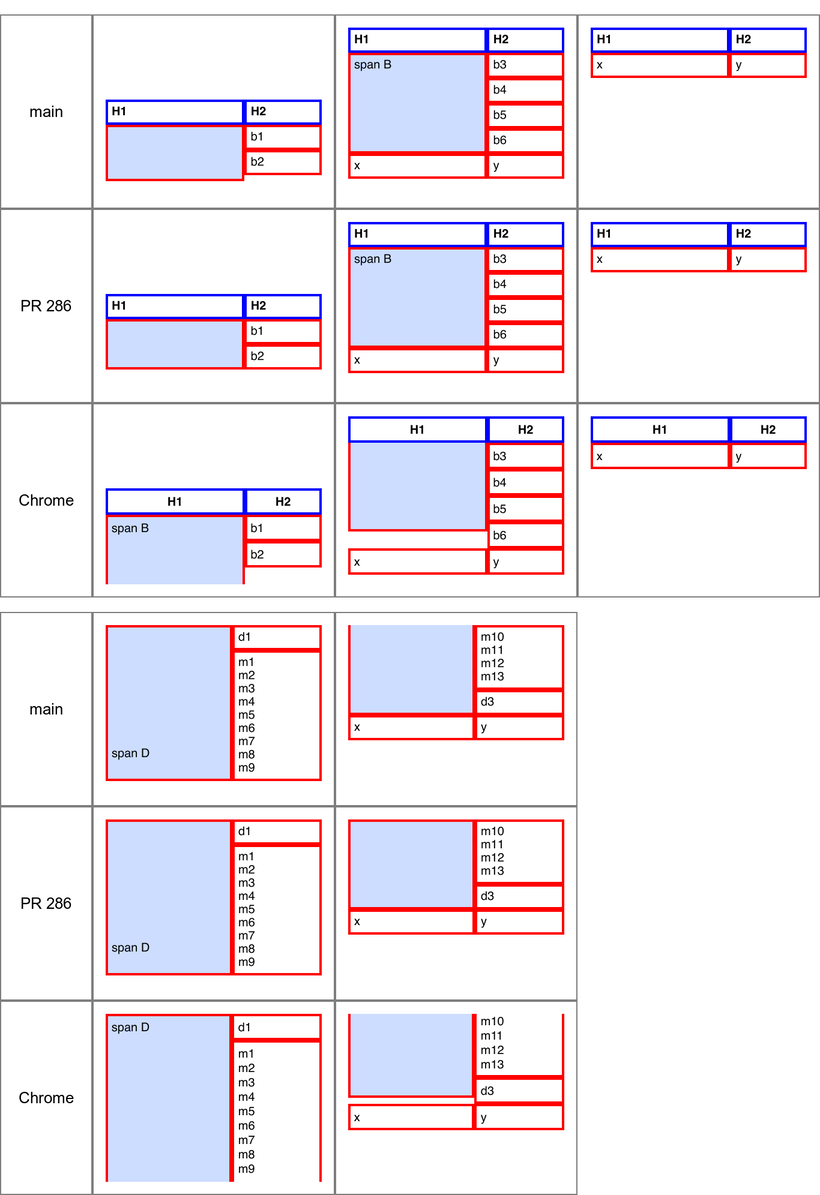 main
H1 H2
b1
b2
H1 H2
span B b3
b4
b5
b6
x y
H1 H2
x y
PR 286
H1 H2
b1
b2
H1 H2
span B b3
b4
b5
b6
x y
H1 H2
x y
Chrome
H1 H2
span B b1
b2
H1 H2
b3
b4
b5
b6
x y
H1 H2
x y
main
d1
m1
m2
m3
m4
m5
m6
m7
span D m8
m9
m10
m11
m12
m13
d3
x y
PR 286
d1
m1
m2
m3
m4
m5
m6
m7
span D m8
m9
m10
m11
m12
m13
d3
x y
Chrome
span D d1
m1
m2
m3
m4
m5
m6
m7
m8
m9
m10
m11
m12
m13
d3
x y